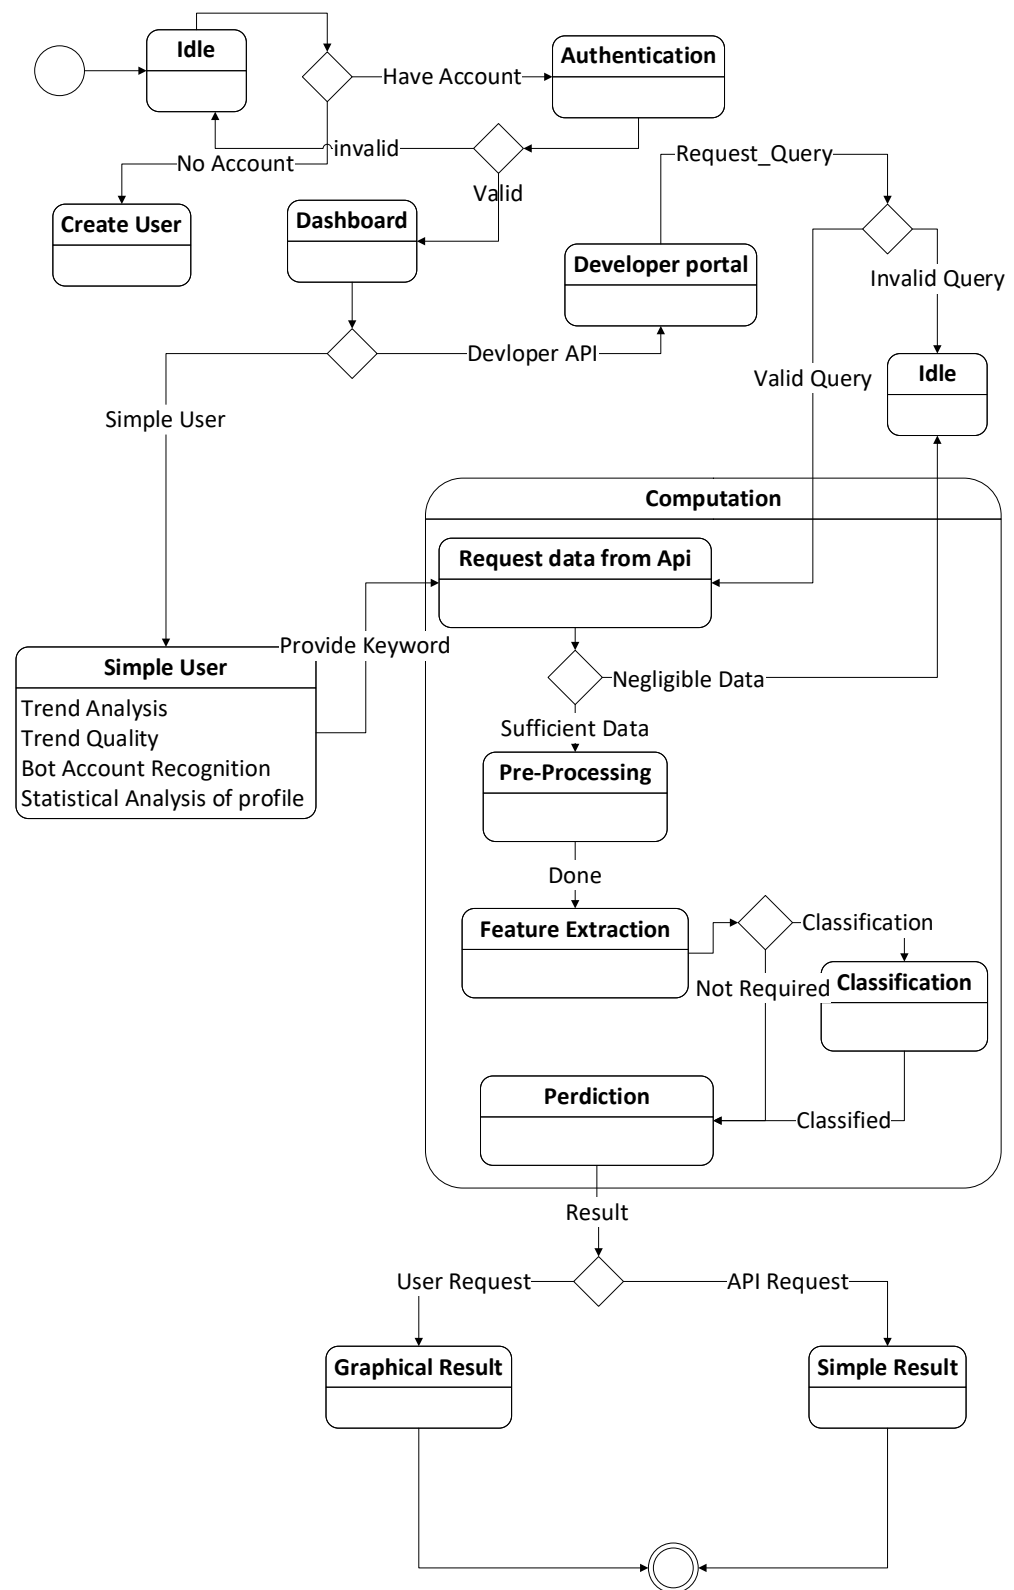 Idle
Authentication
Have Account
invalid
No Account
Request_Query
Valid
Create User
Dashboard
Developer portal
Invalid Query
Devloper API
Valid Query
Idle
Simple User
Computation
Request data from Api
Provide Keyword
Simple User
Trend Analysis
Trend Quality
Bot Account Recognition
Statistical Analysis of profile
Negligible Data
Sufficient Data
Pre-Processing
Done
Feature Extraction
Classification
Not Required
Classification
Perdiction
Classified
Result
User Request
API Request
Graphical Result
Simple Result